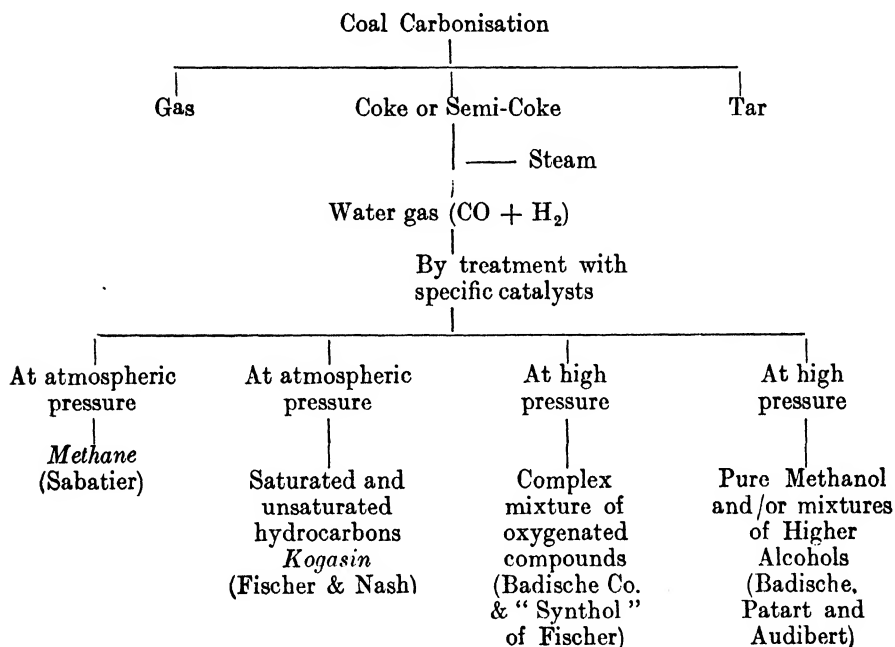 Coal Carbonisation
Gas
Coke or Semi-Coke
Tar
Steam
Water gas (CO + H₂)
By treatment with
specific catalysts
At atmospheric
pressure
Methane
(Sabatier)
At atmospheric
pressure
Saturated and
unsaturated
hydrocarbons
Kogasin
(Fischer & Nash)
At high
pressure
Complex
mixture of
oxygenated
compounds
(Badische Co.
& " Synthol "
of Fischer)
At high
pressure
Pure Methanol
and/or mixtures
of Higher
Alcohols
(Badische,
Patart and
Audibert)